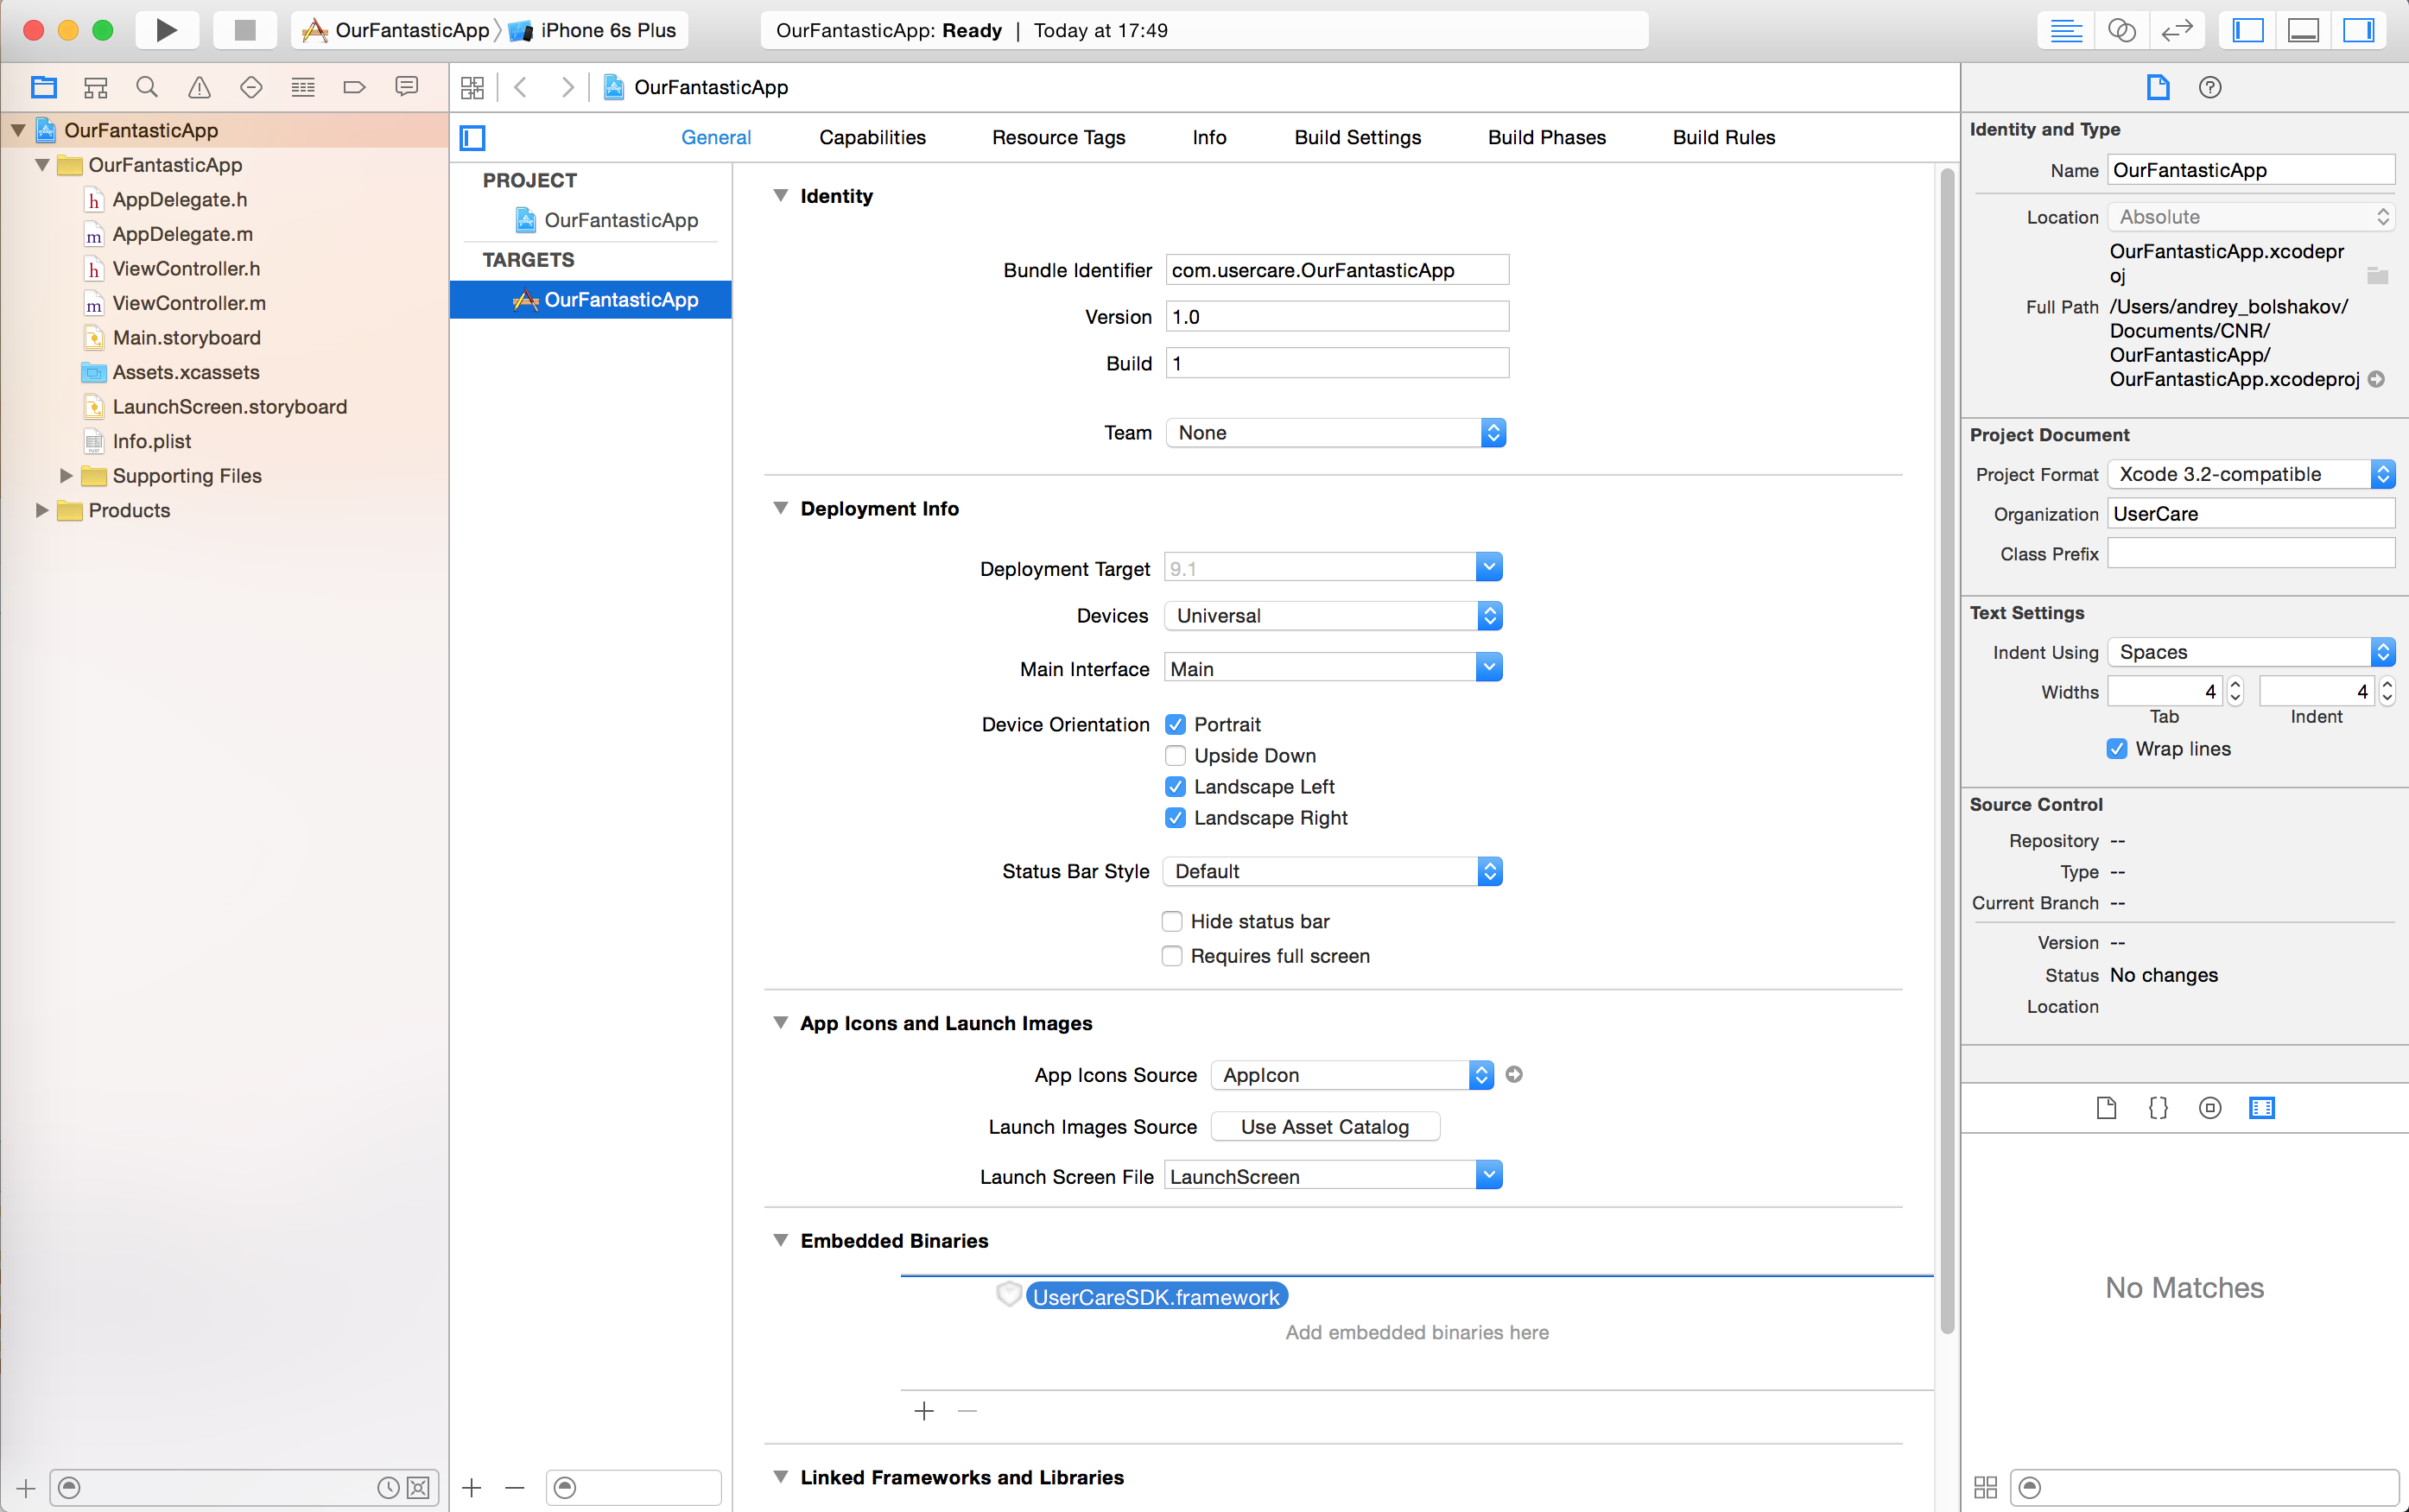 OurFantasticApp iPhone 6s Plus
OurFantasticApp: Ready | Today at 17:49
OurFantasticApp
OurFantasticApp
OurFantasticApp
h AppDelegate.h
m AppDelegate.m
h ViewController.h
m ViewController.m
Main.storyboard
Assets.xcassets
LaunchScreen.storyboard
Info.plist
Supporting Files
Products
General Capabilities Resource Tags Info Build Settings Build Phases Build Rules
PROJECT
OurFantasticApp
TARGETS
OurFantasticApp
Identity
Bundle Identifier com.usercare.OurFantasticApp
Version 1.0
Build 1
Team None
Deployment Info
Deployment Target 9.1
Devices Universal
Main Interface Main
Device Orientation Portrait
Upside Down
Landscape Left
Landscape Right
Status Bar Style Default
Hide status bar
Requires full screen
App Icons and Launch Images
App Icons Source AppIcon
Launch Images Source Use Asset Catalog
Launch Screen File LaunchScreen
Embedded Binaries
UserCareSDK.framework
Add embedded binaries here
Linked Frameworks and Libraries
Identity and Type
Name OurFantasticApp
Location Absolute
OurFantasticApp.xcodepr
oj
Full Path /Users/andrey_bolshakov/
Documents/CNR/
OurFantasticApp/
OurFantasticApp.xcodeproj
Project Document
Project Format Xcode 3.2-compatible
Organization UserCare
Class Prefix
Text Settings
Indent Using Spaces
Widths 4 4
Tab Indent
Wrap lines
Source Control
Repository --
Type --
Current Branch --
Version --
Status No changes
Location
{}
No Matches